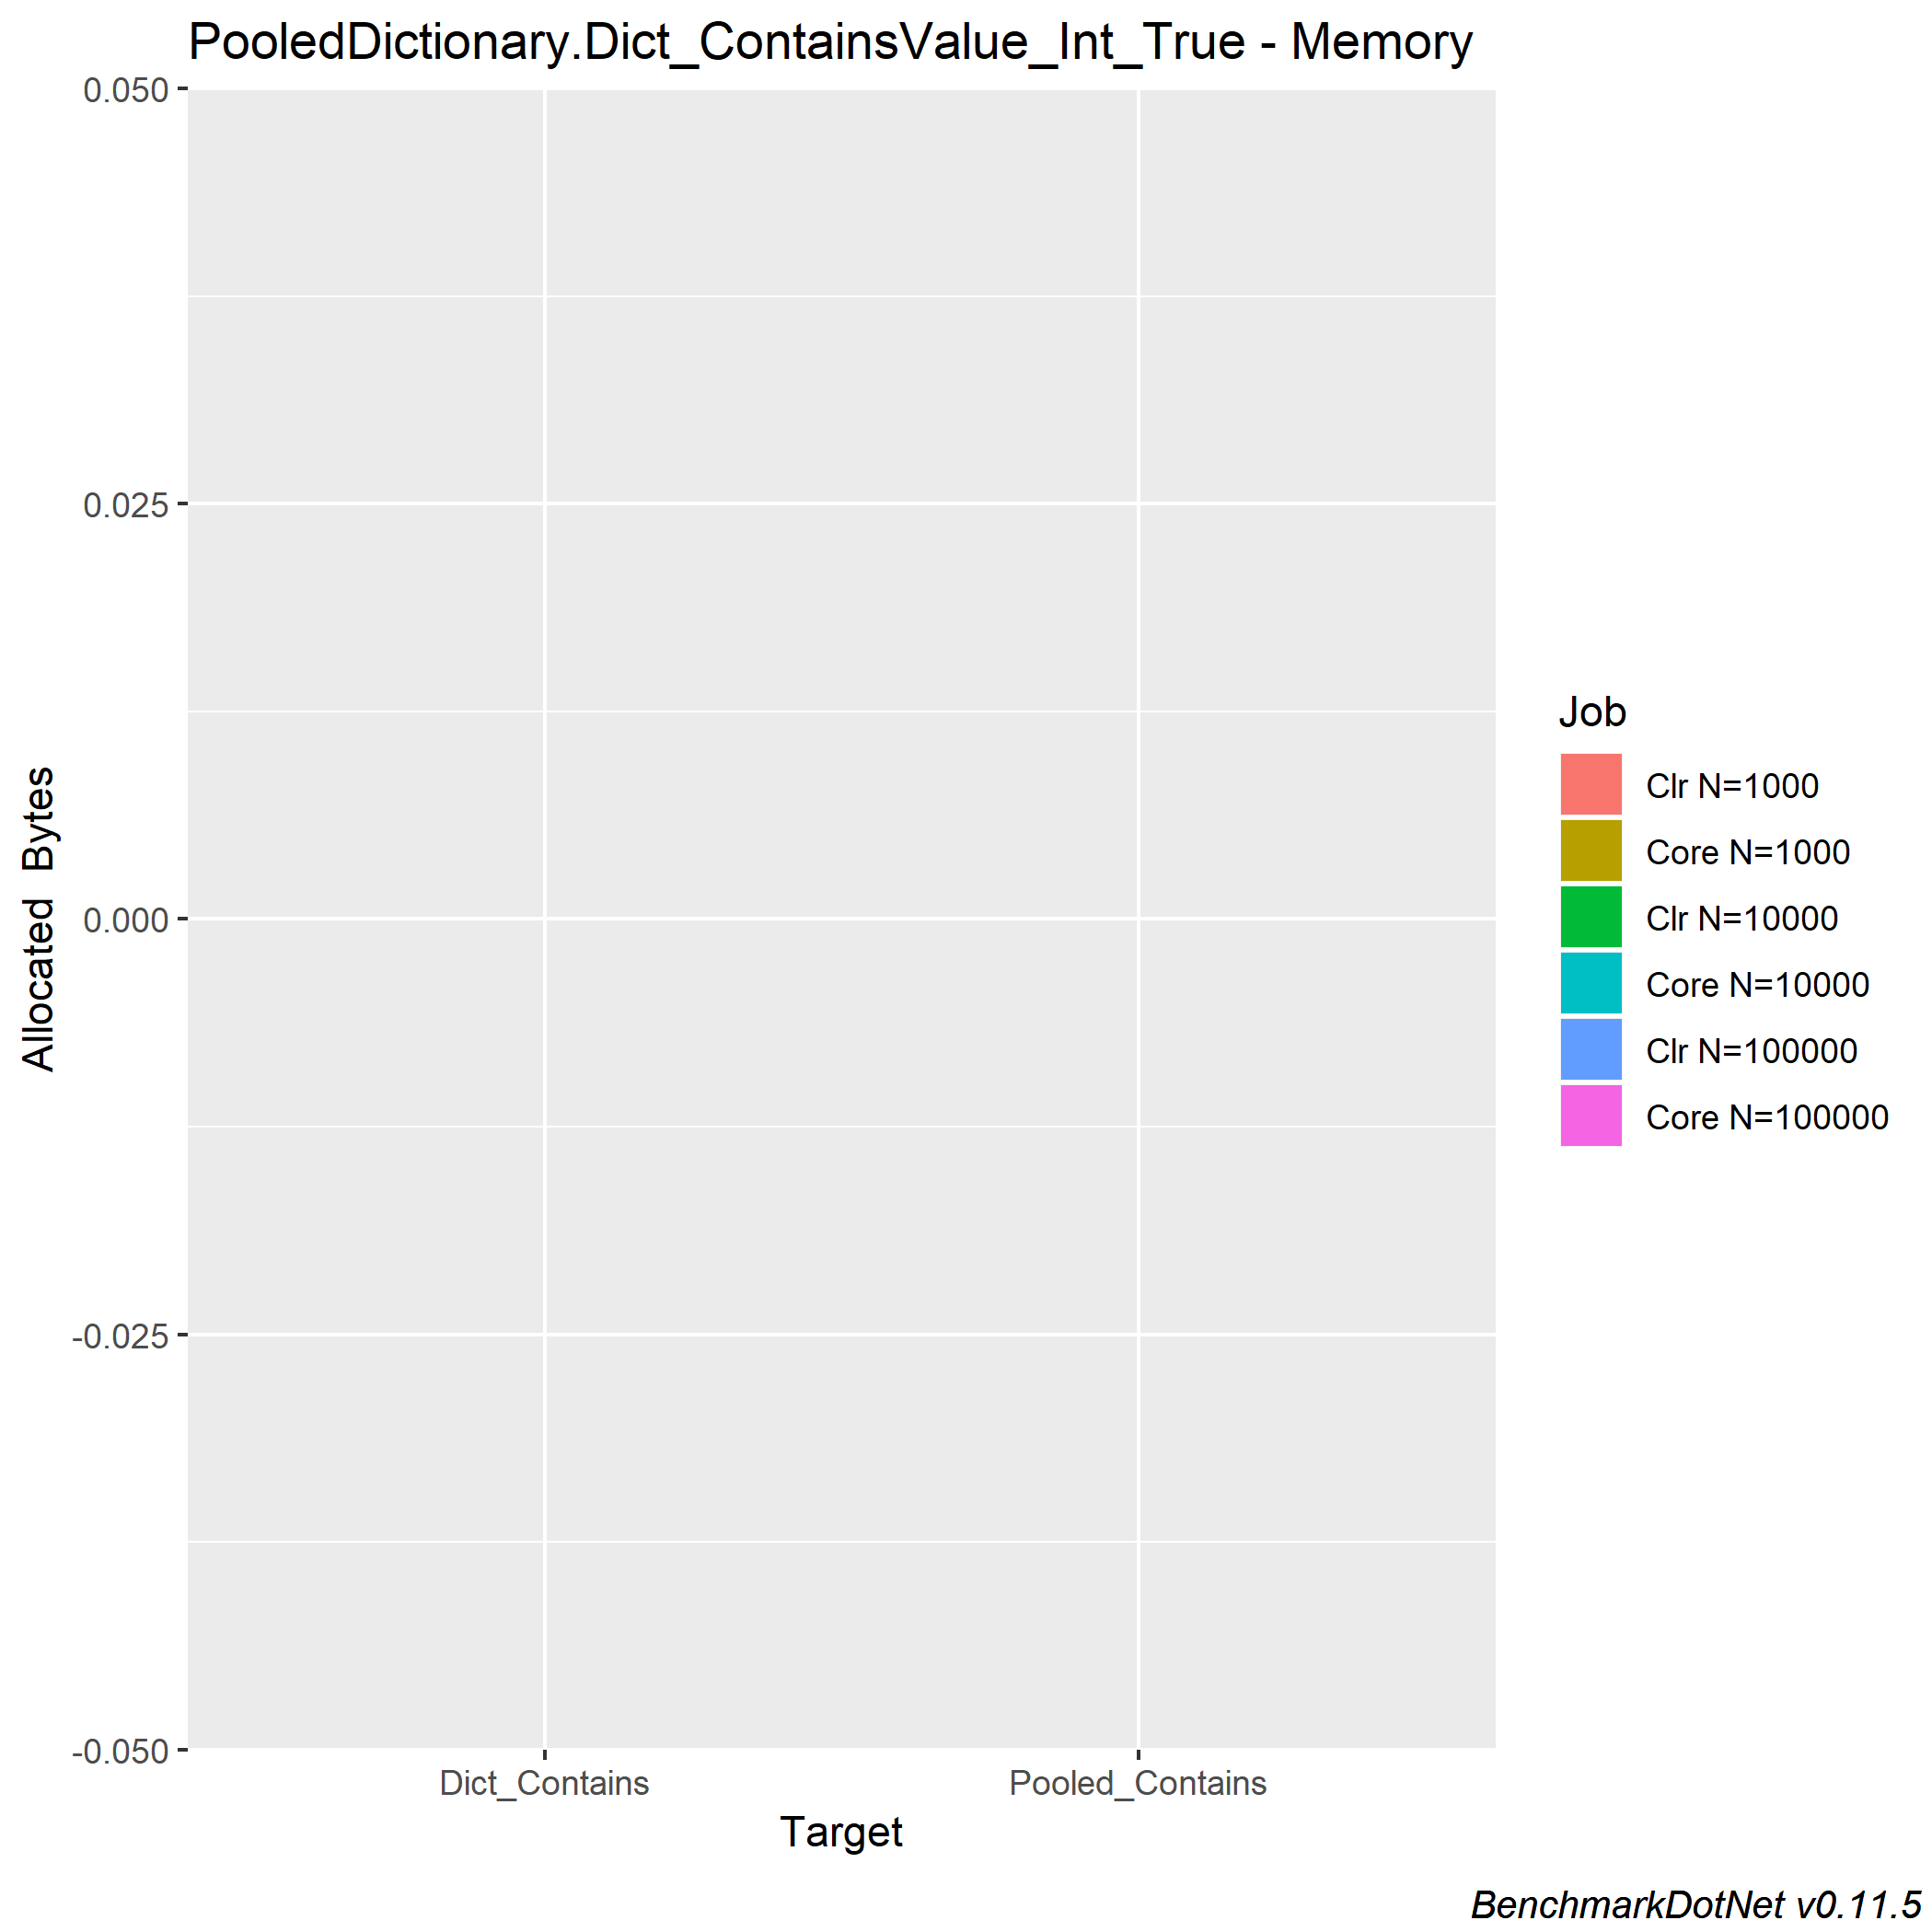 PooledDictionary.Dict_ContainsValue_Int_True - Memory
0.050
0.025
0.000
-0.025
-0.050
Allocated Bytes
Dict_Contains
Pooled_Contains
Target
Job
Clr N=1000
Core N=1000
Clr N=10000
Core N=10000
Clr N=100000
Core N=100000
BenchmarkDotNet v0.11.5